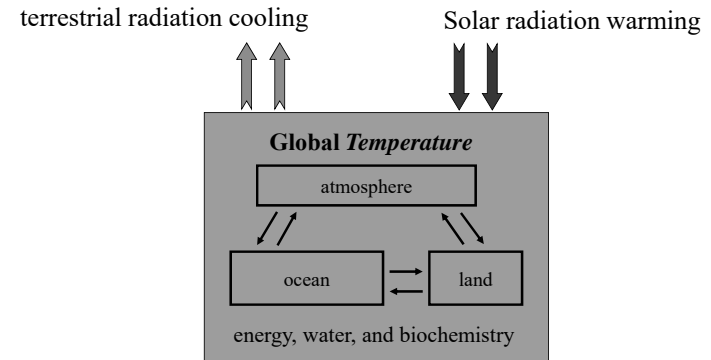 terrestrial radiation cooling
Solar radiation warming
Global Temperature
atmosphere
ocean
land
energy, water, and biochemistry